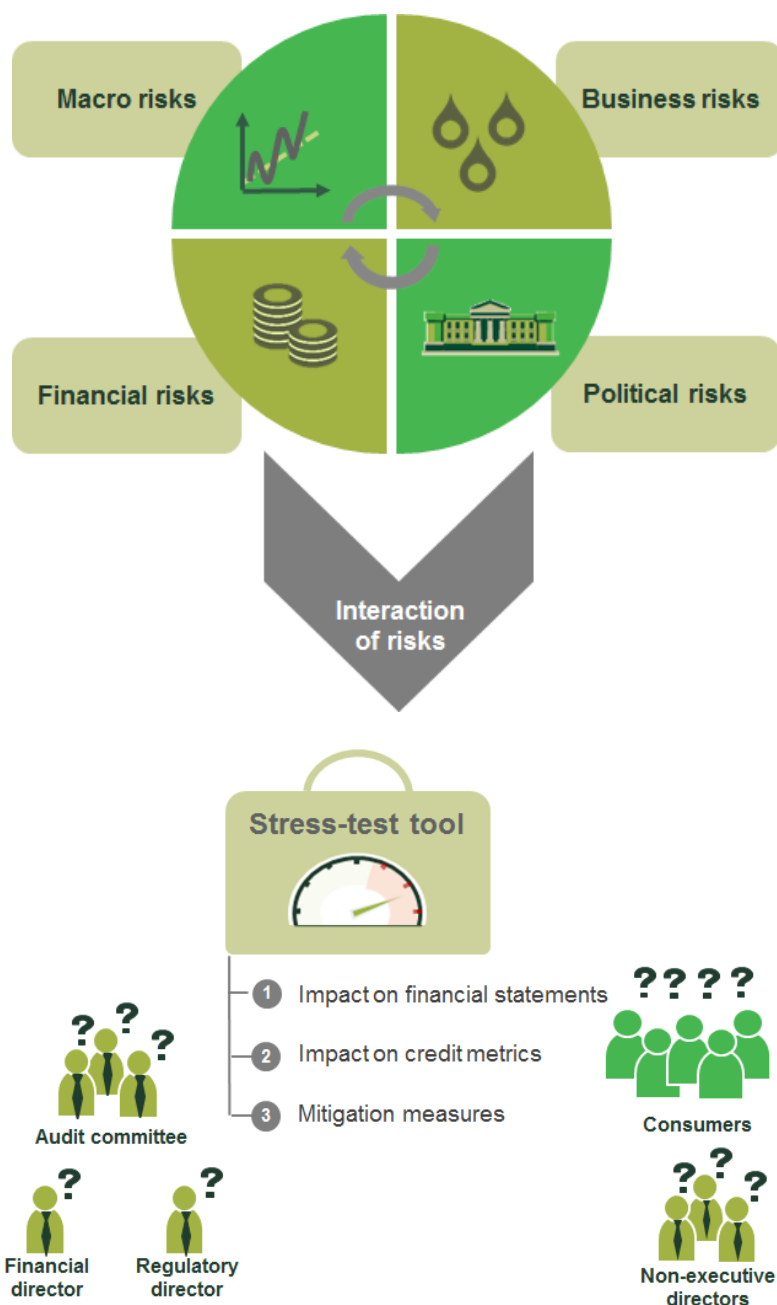 Macro risks
Business risks
Financial risks
Political risks
Interaction
of risks
Stress-test tool
1 Impact on financial statements
2 Impact on credit metrics
3 Mitigation measures
? ? ?
Audit committee
? ? ? ?
Consumers
?
Financial
director
?
Regulatory
director
? ? ?
Non-executive
directors